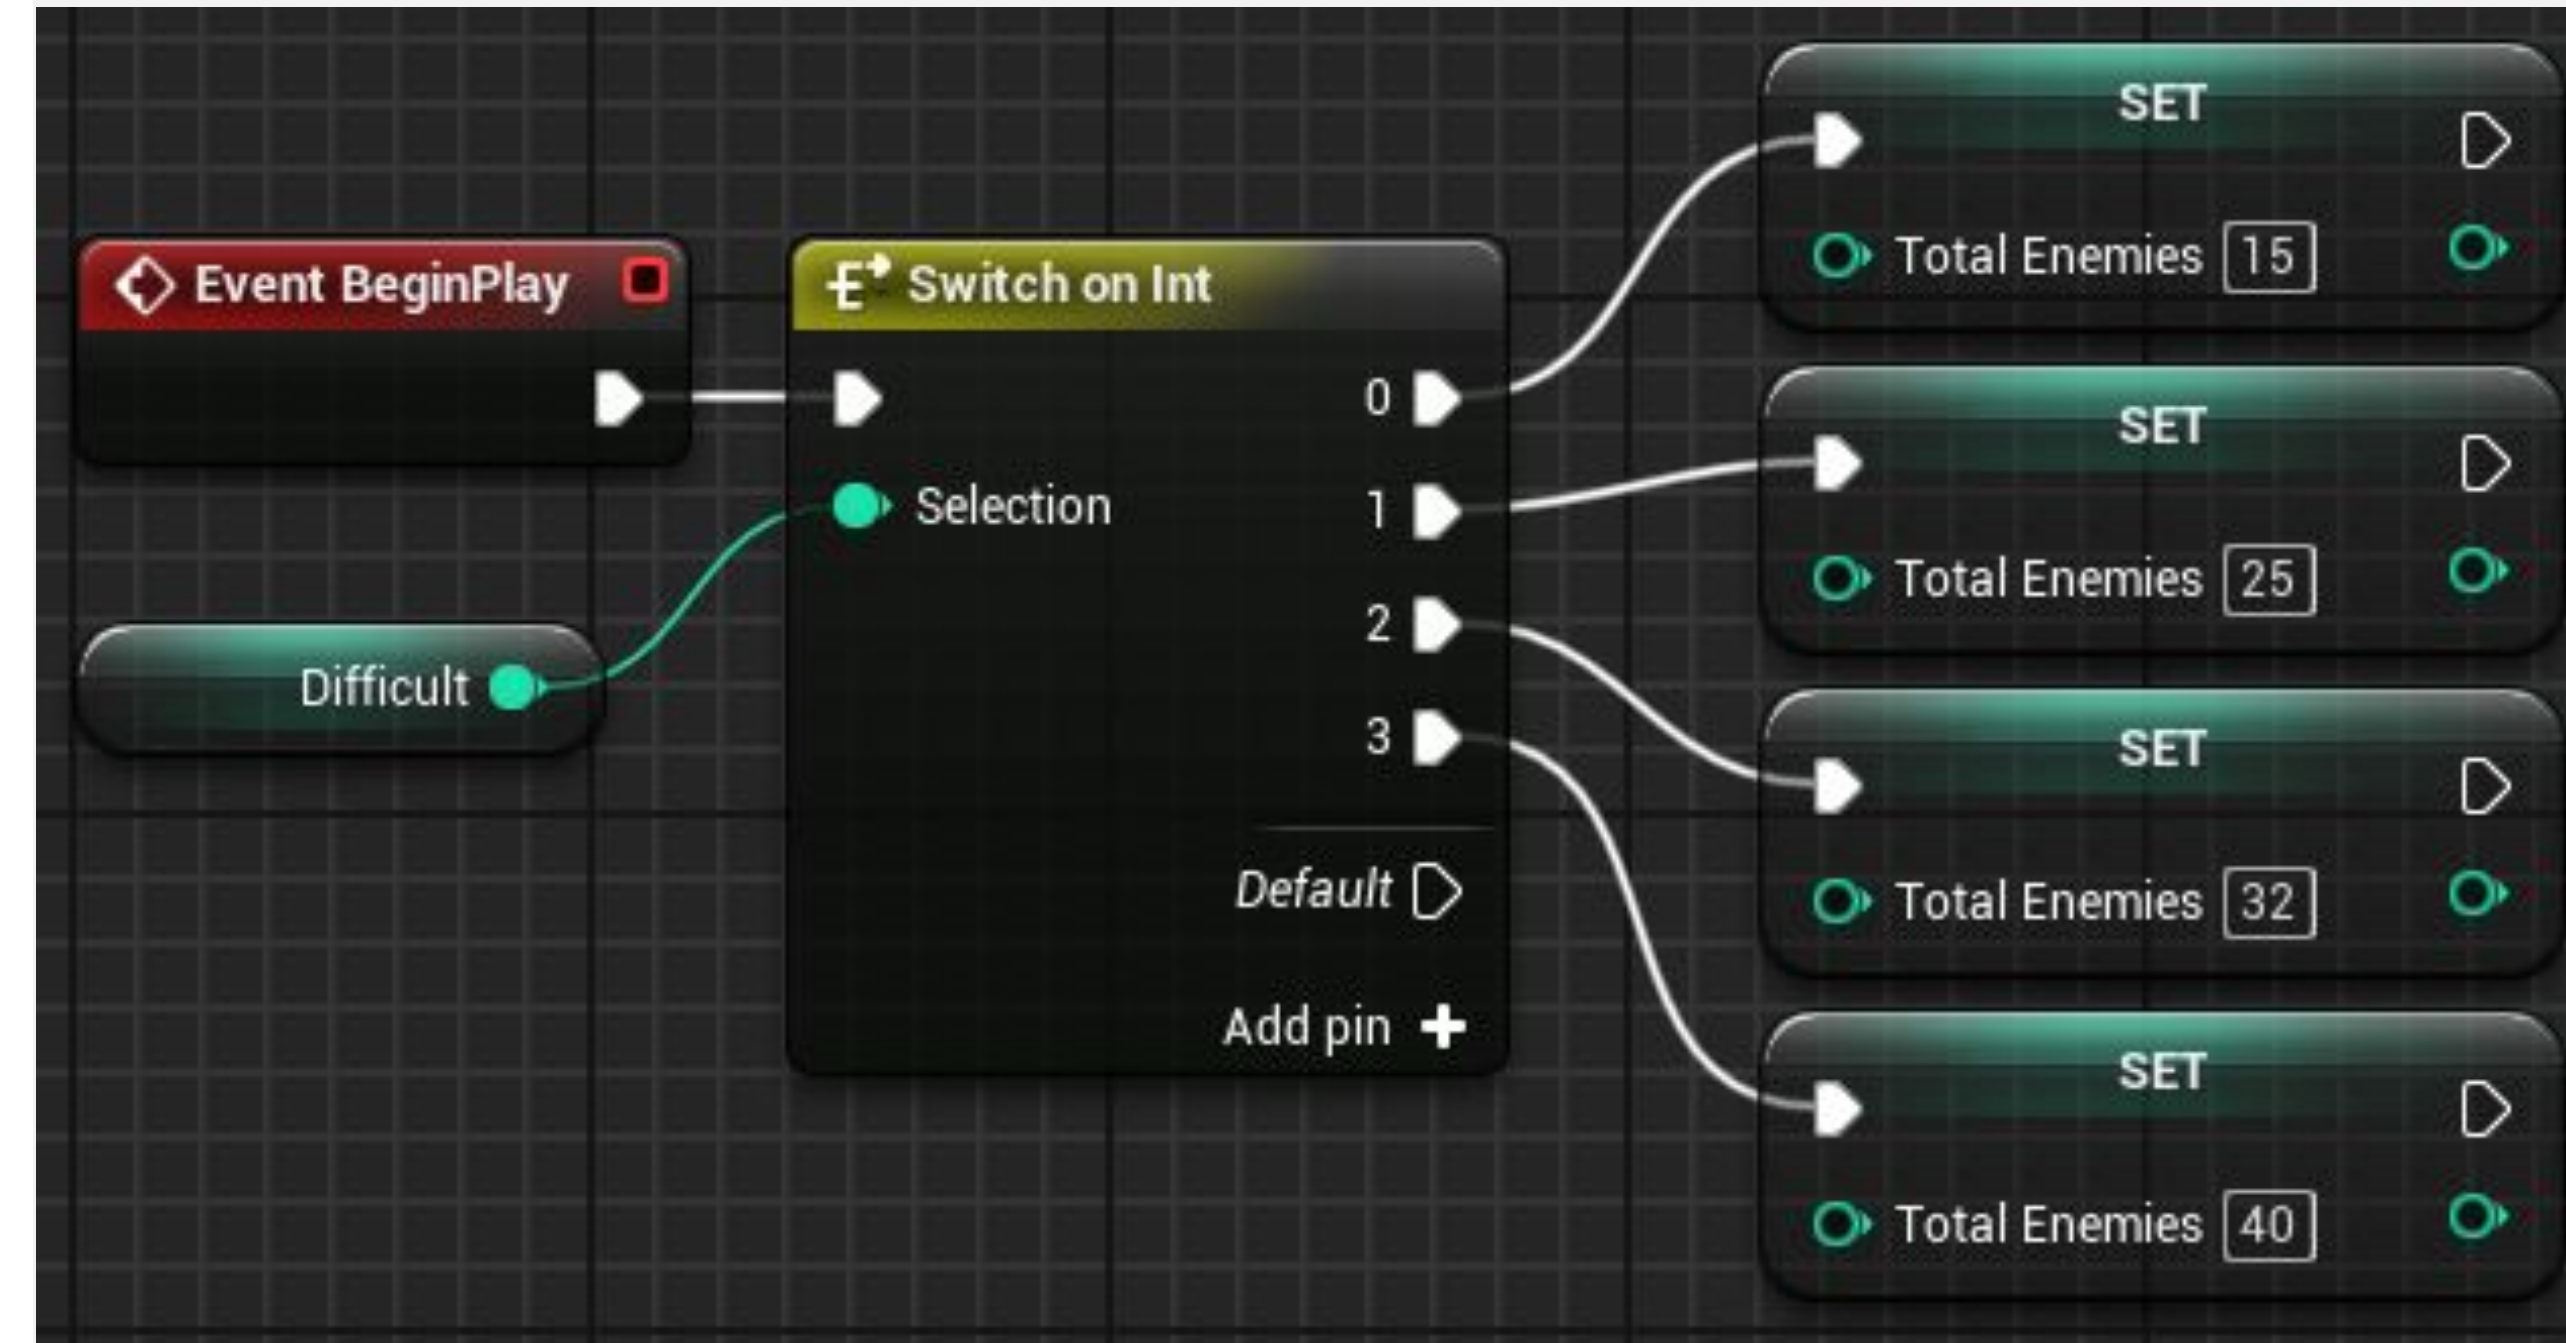 Event BeginPlay
Difficult
Switch on Int
Selection
0
1
2
3
Default
Add pin
SET
Total Enemies 15
SET
Total Enemies 25
SET
Total Enemies 32
SET
Total Enemies 40